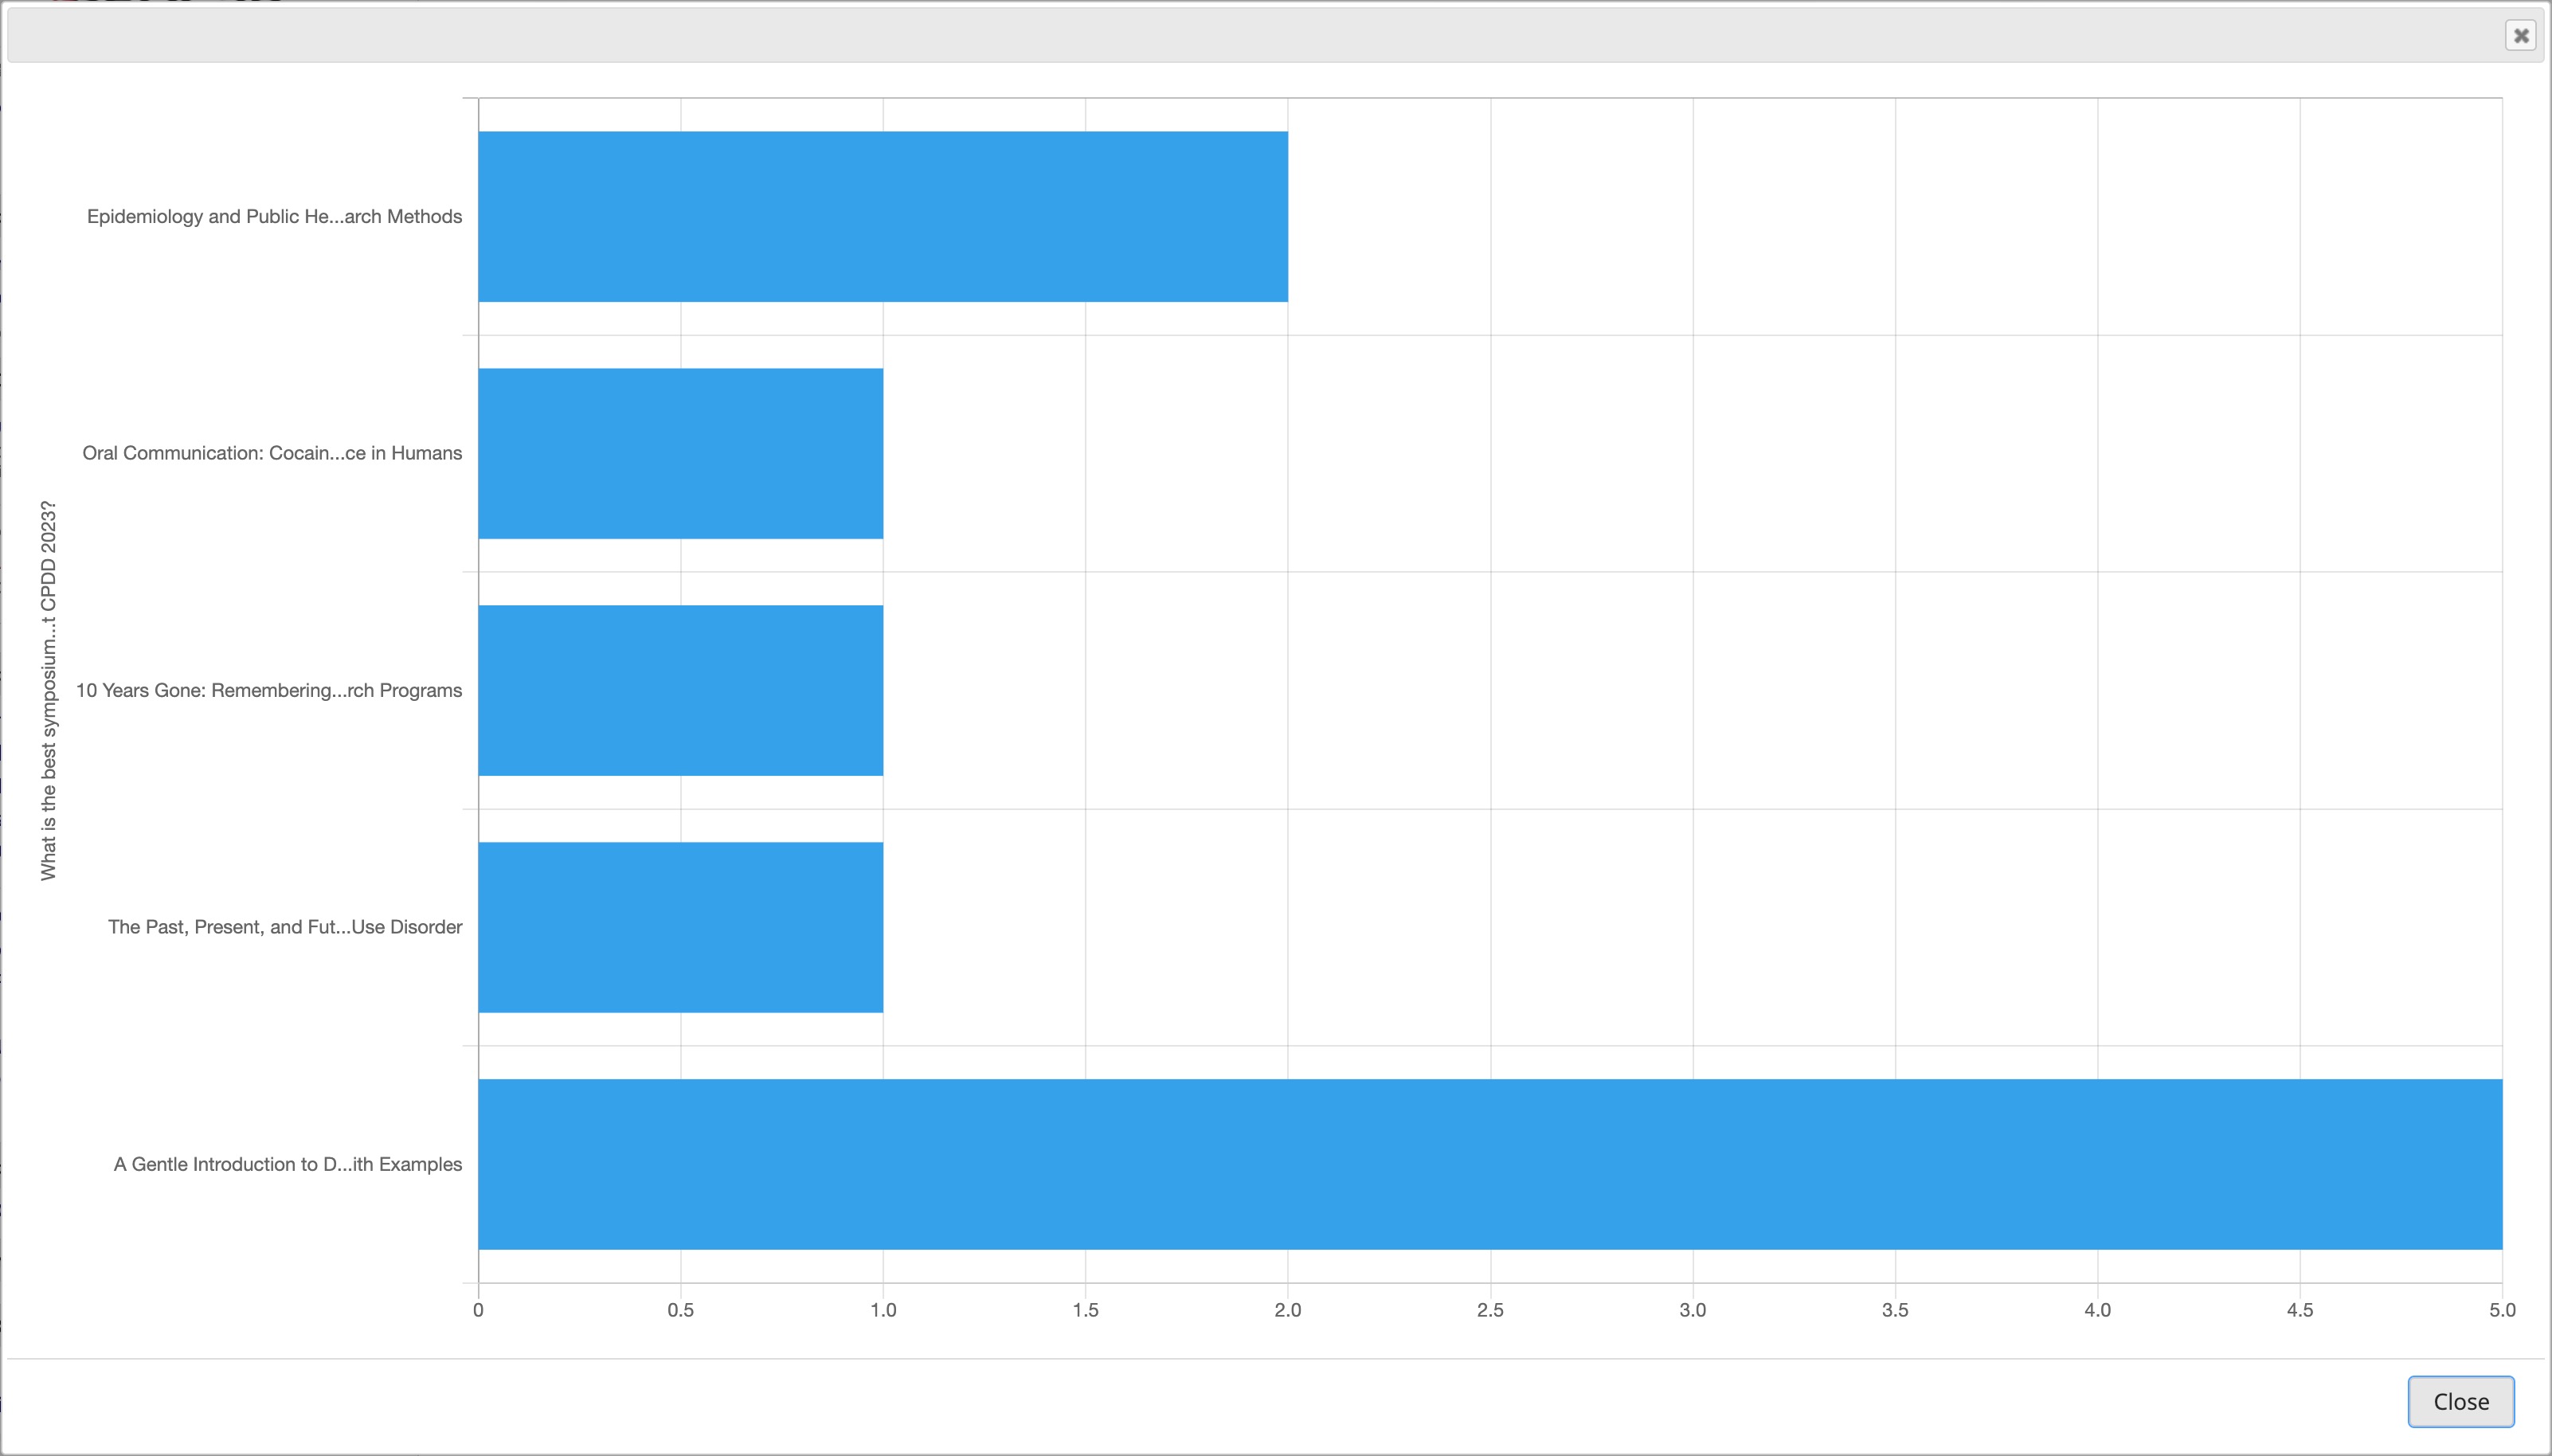 Epidemiology and Public He...arch Methods
Oral Communication: Cocain...ce in Humans
10 Years Gone: Remembering...rch Programs
The Past, Present, and Fut...Use Disorder
A Gentle Introduction to D...ith Examples
What is the best symposium...t CPDD 2023?
0 0.5 1.0 1.5 2.0 2.5 3.0 3.5 4.0 4.5 5.0
Close